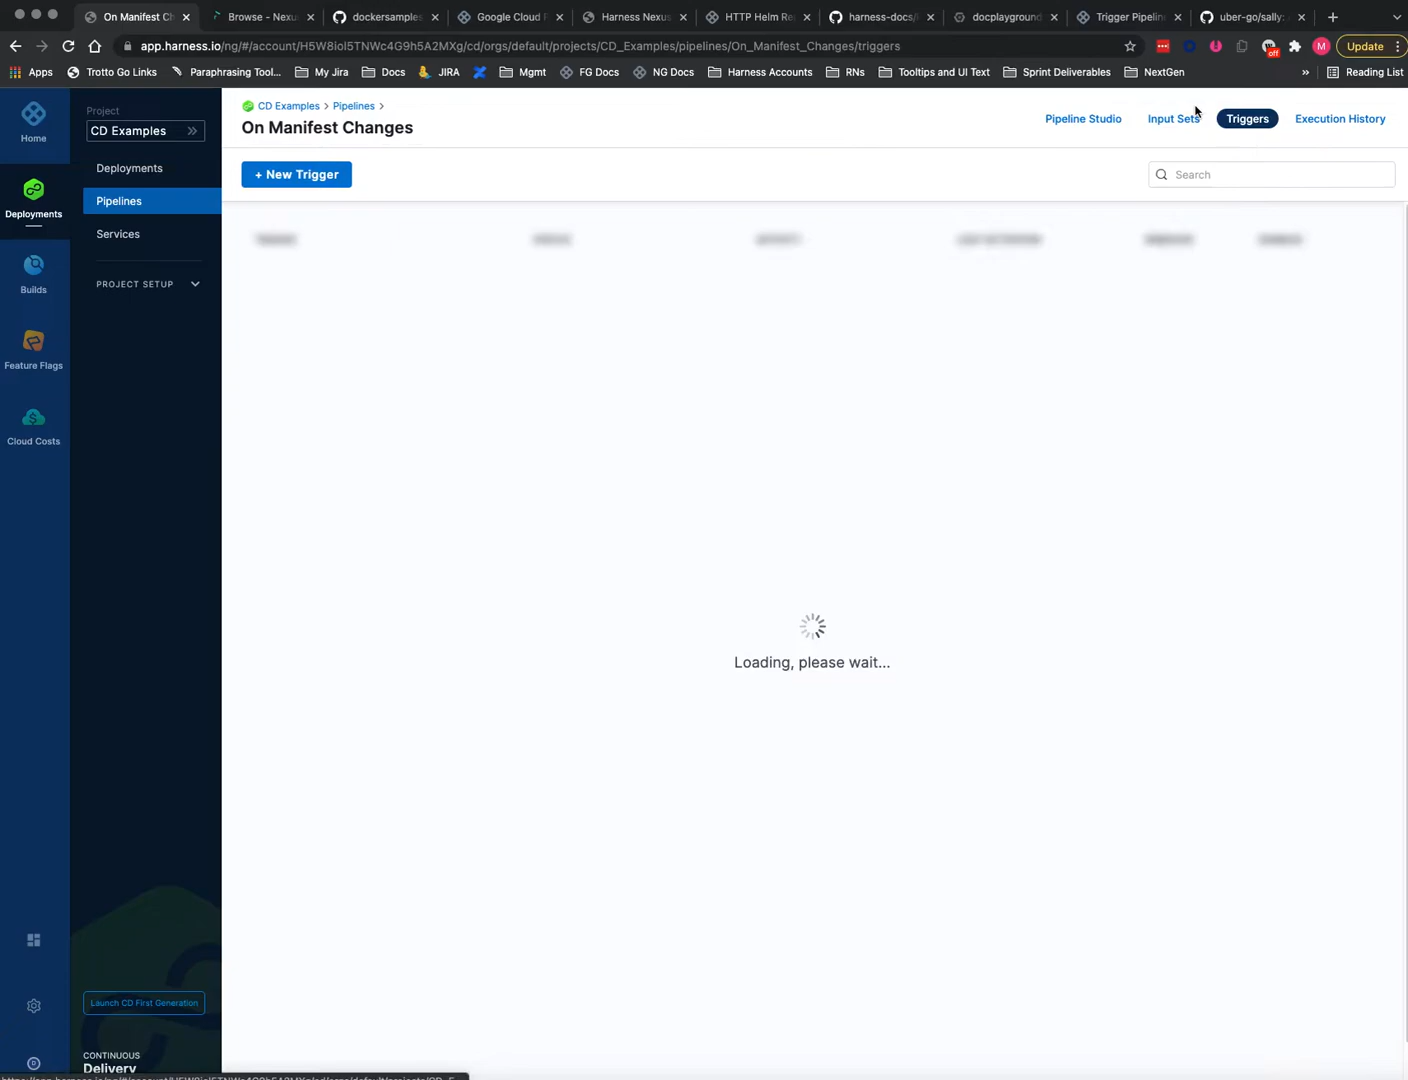 On Manifest Ch
Browse - Nexu
dockersamples
Google Cloud P
Harness Nexus
HTTP Helm Re
harness-docs/
docplayground
Trigger Pipelin
uber-go/sally:
app.harness.io/ng/#/account/H5W8iol5TNWc4G9h5A2MXg/cd/orgs/default/projects/CD_Examples/pipelines/On_Manifest_Changes/triggers
off
M
Update
Apps
Trotto Go Links
Paraphrasing Tool...
My Jira
Docs
JIRA
Mgmt
FG Docs
NG Docs
Harness Accounts
RNs
Tooltips and UI Text
Sprint Deliverables
NextGen
»
Reading List
Home
Deployments
Builds
Feature Flags
Cloud Costs
Project
CD Examples
Deployments
Pipelines
Services
PROJECT SETUP
Launch CD First Generation
CONTINUOUS
Delivery
CD Examples > Pipelines >
On Manifest Changes
Pipeline Studio
Input Sets
Triggers
Execution History
+ New Trigger
Search
Loading, please wait...